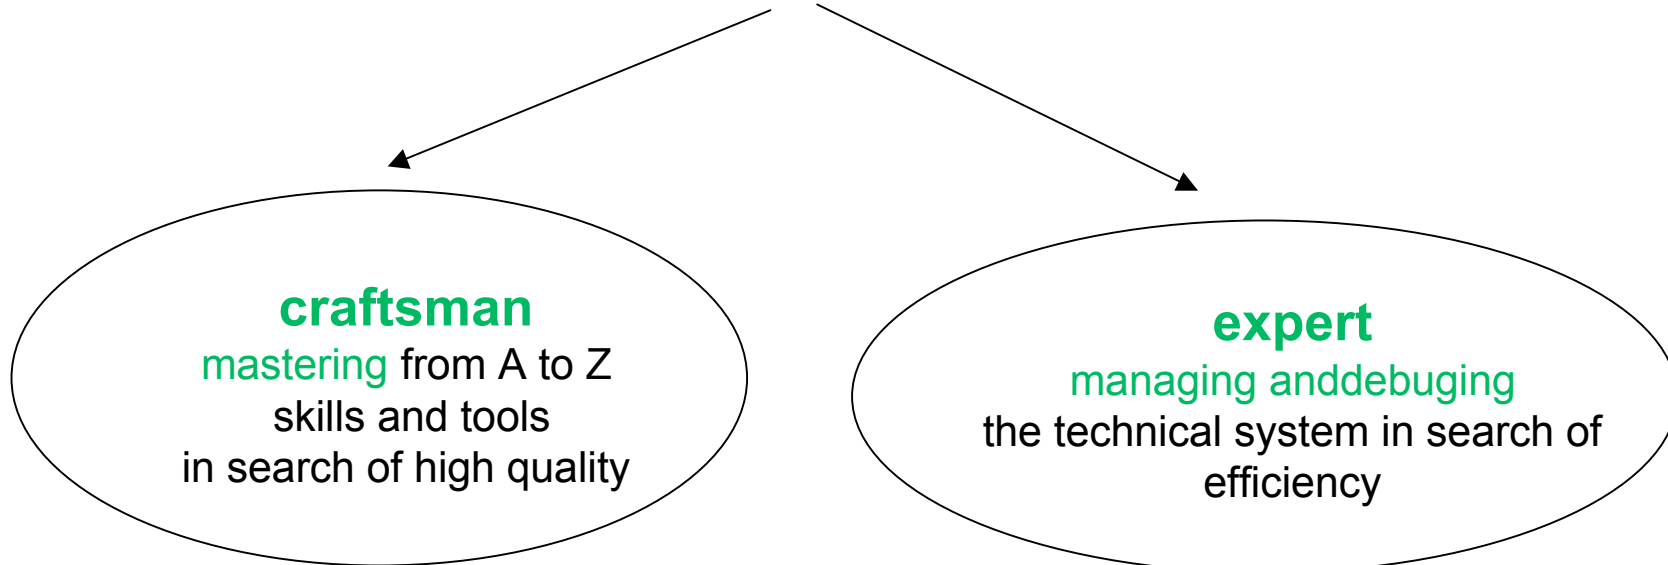 craftsman
mastering from A to Z
skills and tools
in search of high quality
expert
managing anddebuging
the technical system in search of
efficiency